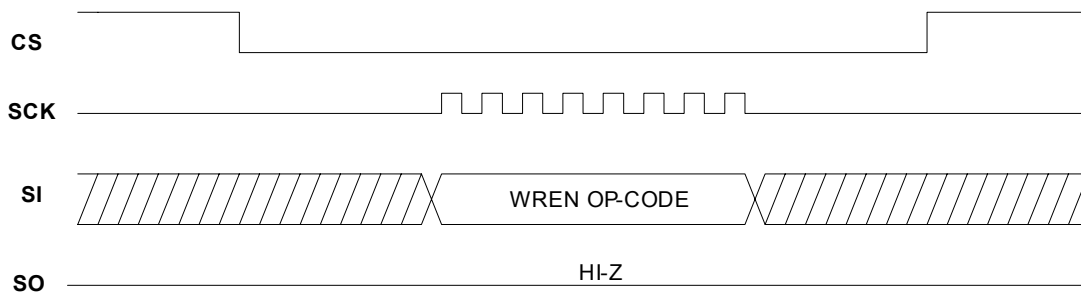 CS
SCK
SI
WREN OP-CODE
HI-Z
SO